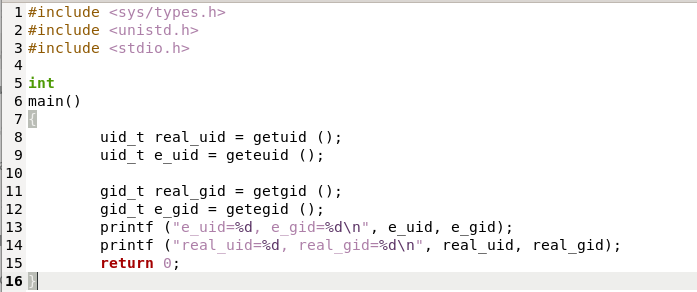 1 #include <sys/types.h>
2 #include <unistd.h>
3 #include <stdio.h>
4
5 int
6 main()
7 {
8         uid_t real_uid = getuid ();
9         uid_t e_uid = geteuid ();
10
11         gid_t real_gid = getgid ();
12         gid_t e_gid = getegid ();
13         printf ("e_uid=%d, e_gid=%d\n", e_uid, e_gid);
14         printf ("real_uid=%d, real_gid=%d\n", real_uid, real_gid);
15         return 0;
16 }